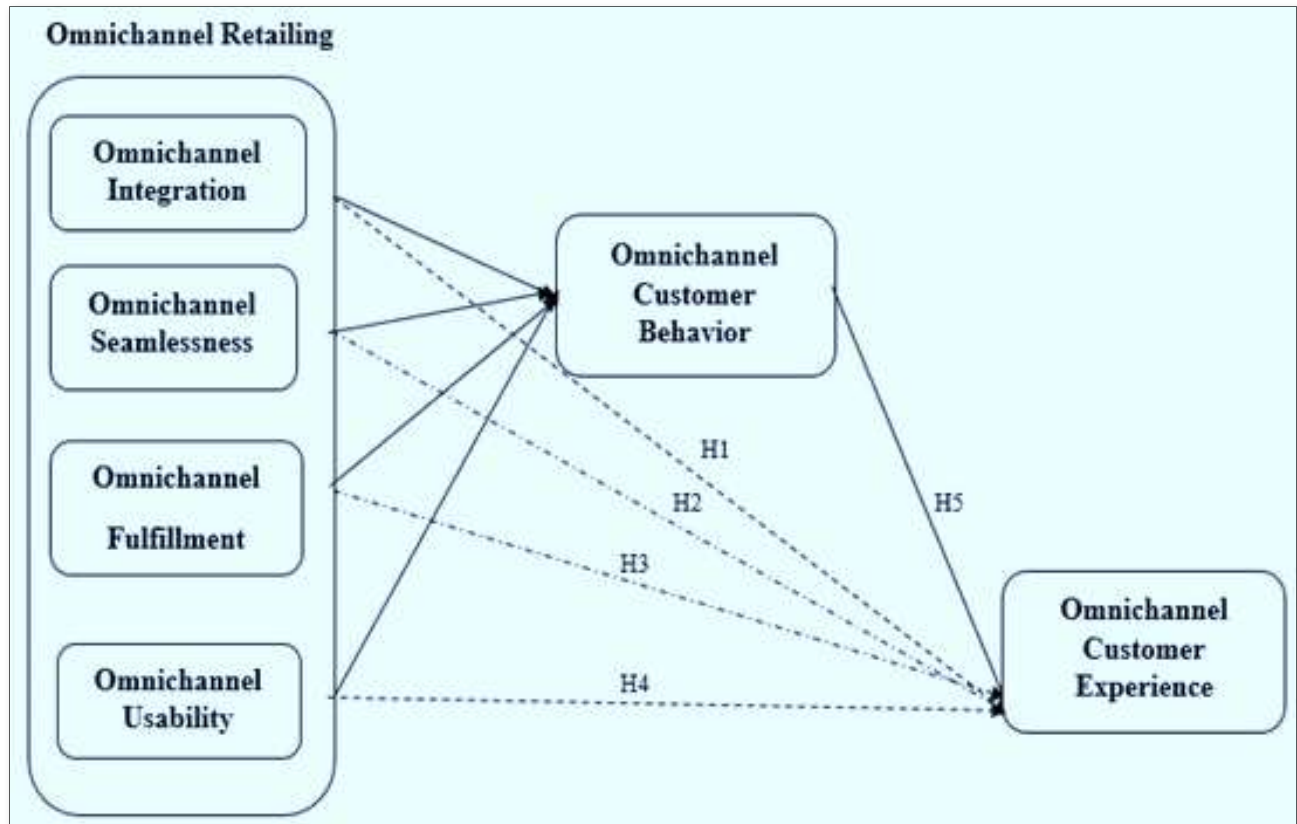 Omnichannel Retailing
Omnichannel
Integration
Omnichannel
Seamlessness
Omnichannel
Fulfillment
Omnichannel
Usability
Omnichannel
Customer
Behavior
H1
H2
H3
H4
H5
Omnichannel
Customer
Experience